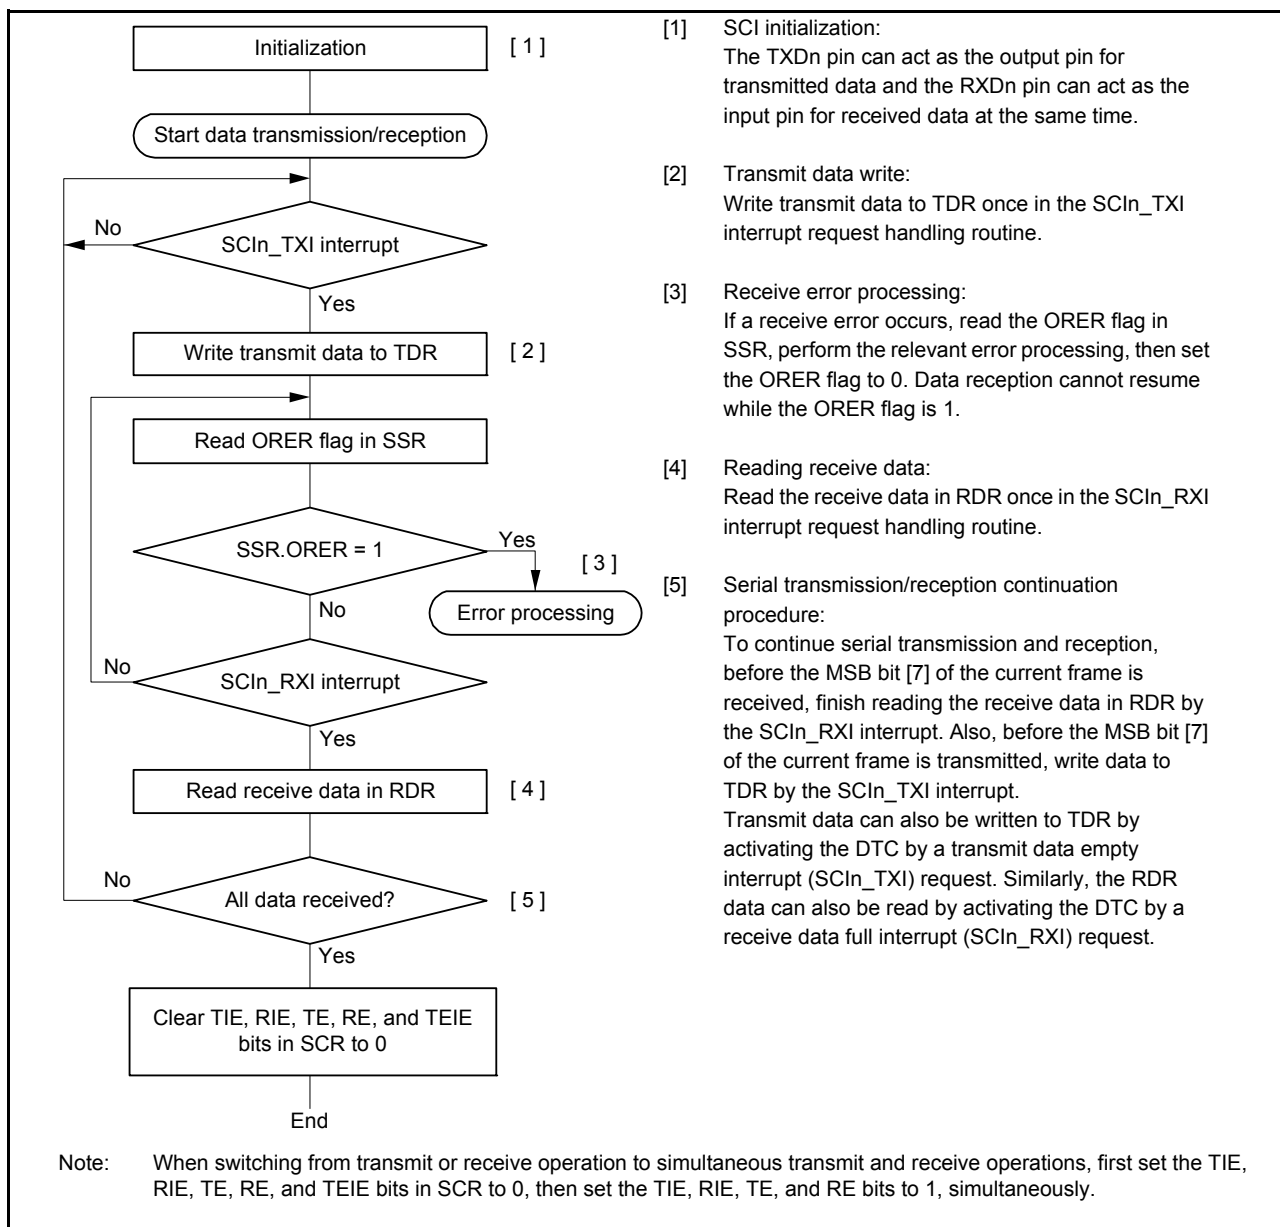 Initialization
[ 1 ]
Start data transmission/reception
No
SCIn_TXI interrupt
Yes
Write transmit data to TDR
[ 2 ]
Read ORER flag in SSR
SSR.ORER = 1
Yes
[ 3 ]
Error processing
No
No
SCIn_RXI interrupt
Yes
Read receive data in RDR
[ 4 ]
No
All data received?
[ 5 ]
Yes
Clear TIE, RIE, TE, RE, and TEIE
bits in SCR to 0
End
[1] SCI initialization:
The TXDn pin can act as the output pin for
transmitted data and the RXDn pin can act as the
input pin for received data at the same time.
[2] Transmit data write:
Write transmit data to TDR once in the SCIn_TXI
interrupt request handling routine.
[3] Receive error processing:
If a receive error occurs, read the ORER flag in
SSR, perform the relevant error processing, then set
the ORER flag to 0. Data reception cannot resume
while the ORER flag is 1.
[4] Reading receive data:
Read the receive data in RDR once in the SCIn_RXI
interrupt request handling routine.
[5] Serial transmission/reception continuation
procedure:
To continue serial transmission and reception,
before the MSB bit [7] of the current frame is
received, finish reading the receive data in RDR by
the SCIn_RXI interrupt. Also, before the MSB bit [7]
of the current frame is transmitted, write data to
TDR by the SCIn_TXI interrupt.
Transmit data can also be written to TDR by
activating the DTC by a transmit data empty
interrupt (SCIn_TXI) request. Similarly, the RDR
data can also be read by activating the DTC by a
receive data full interrupt (SCIn_RXI) request.
Note: When switching from transmit or receive operation to simultaneous transmit and receive operations, first set the TIE,
RIE, TE, RE, and TEIE bits in SCR to 0, then set the TIE, RIE, TE, and RE bits to 1, simultaneously.